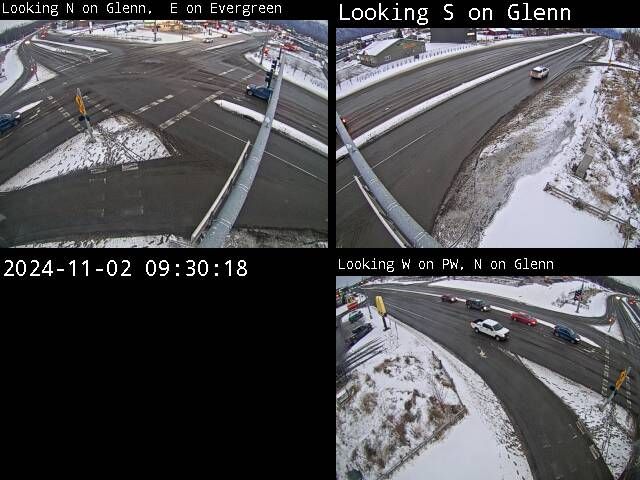 Looking N on Glenn,  E on Evergreen
Looking S on Glenn
2024-11-02 09:30:18
Looking W on PW, N on Glenn